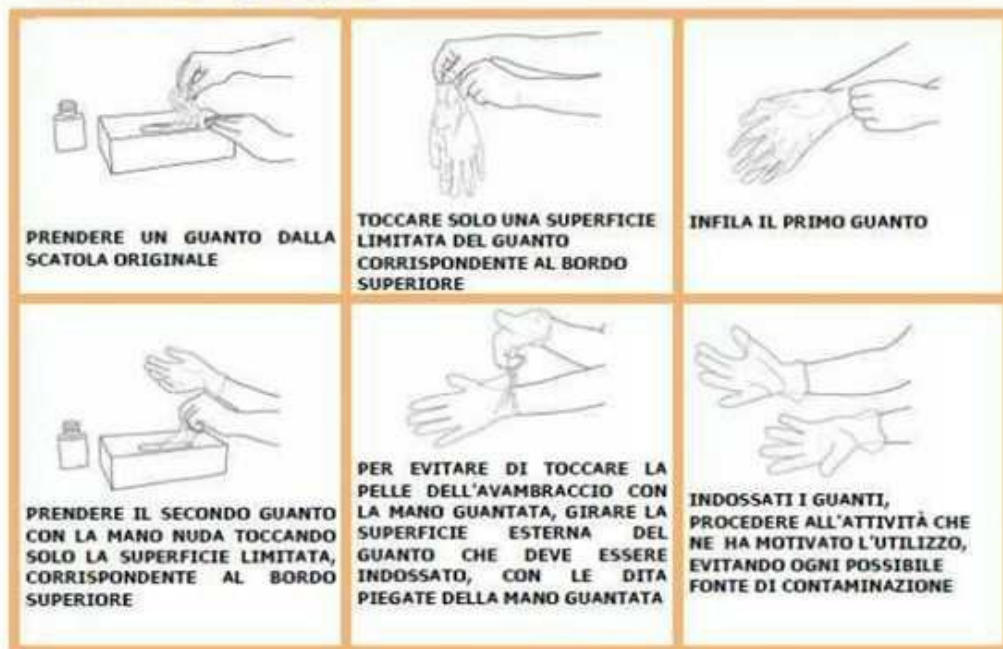 PRENDERE UN GUANTO DALLA
SCATOLA ORIGINALE
TOCCARE SOLO UNA SUPERFICIE
LIMITATA DEL GUANTO
CORRISPONDENTE AL BORDO
SUPERIORE
INFILA IL PRIMO GUANTO
PRENDERE IL SECONDO GUANTO
CON LA MANO NUDA TOCCANDO
SOLO LA SUPERFICIE LIMITATA,
CORRISPONDENTE AL BORDO
SUPERIORE
PER EVITARE DI TOCCARE LA
PELLE DELL'AVAMBRACCIO CON
LA MANO GUANTATA, GIRARE LA
SUPERFICIE ESTERNA DEL
GUANTO CHE DEVE ESSERE
INDOSSATO, CON LE DITA
PIEGATE DELLA MANO GUANTATA
INDOSSATI I GUANTI,
PROCEDERE ALL'ATTIVITÀ CHE
NE HA MOTIVATO L'UTILIZZO,
EVITANDO OGNI POSSIBILE
FONTE DI CONTAMINAZIONE